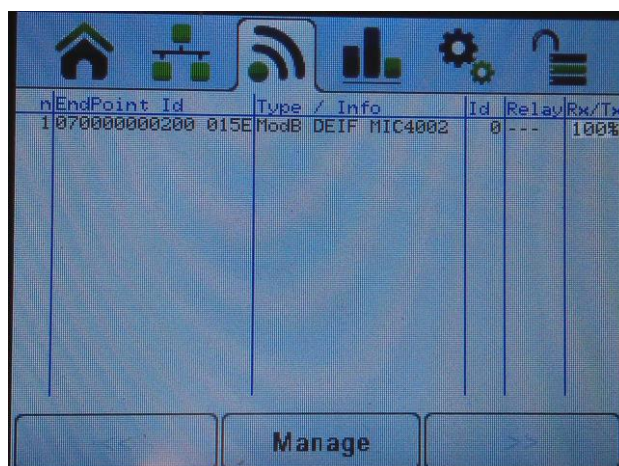 n EndPoint Id Type / Info Id Relay Rx/Tx
1 070000000200 015E ModB DEIF MIC4002 0 --- 100%
<< Manage >>